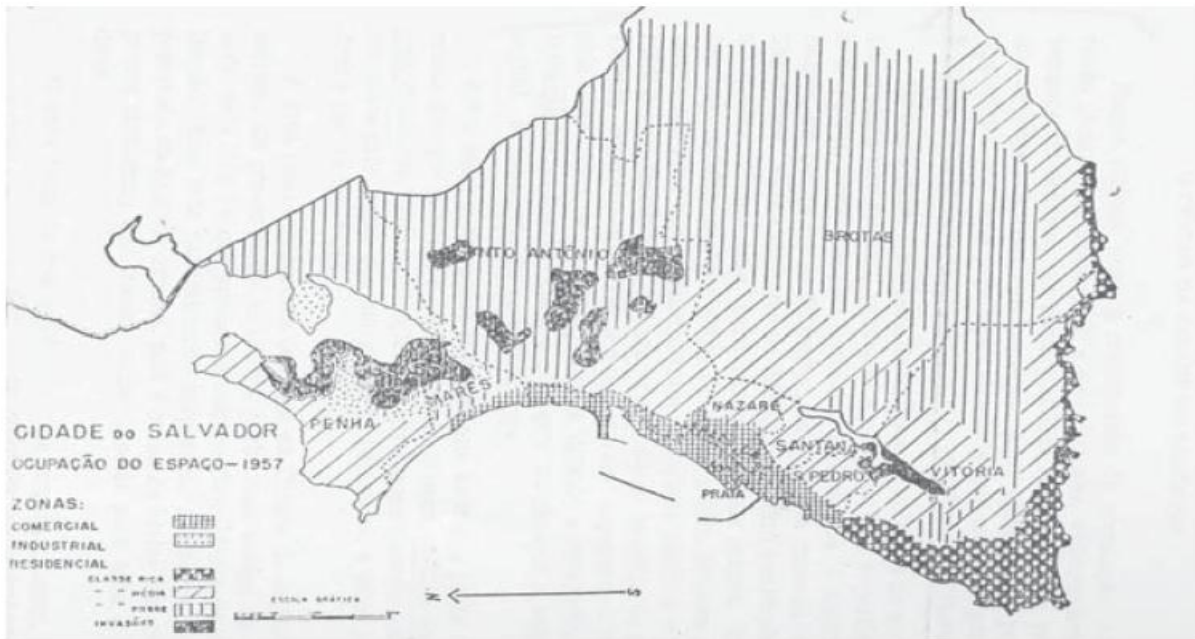 NTO ANTÔNIO
BROTAS
MARES
PENHA
NAZARÉ
SANTANA
PEDRO
VITÓRIA
PRAIA
CIDADE DO SALVADOR
OCUPAÇÃO DO ESPAÇO-1957
ZONAS:
COMERCIAL
INDUSTRIAL
RESIDENCIAL
CLASSE RICA
" " MÉDIA
" " POBRE
INVASÕES
ESCALA GRÁFICA
N S